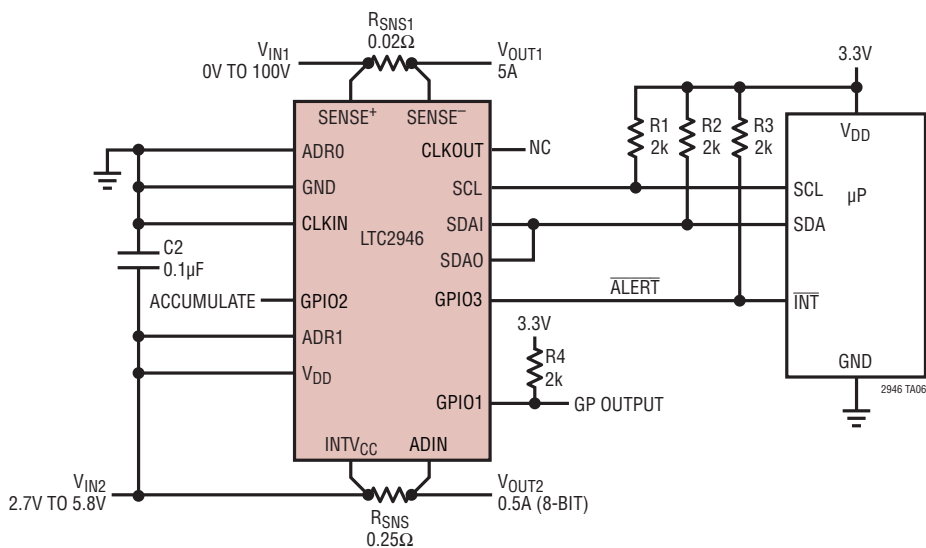 RSNS1
0.02Ω
VIN1
0V TO 100V
VOUT1
5A
3.3V
SENSE+
SENSE–
ADR0
CLKOUT
NC
R1
2k
R2
2k
R3
2k
VDD
GND
SCL
SCL
µP
CLKIN
SDAI
SDA
LTC2946
C2
0.1µF
SDAO
ACCUMULATE
GPIO2
GPIO3
ALERT
INT
ADR1
3.3V
VDD
R4
2k
GND
2946 TA06
GPIO1
GP OUTPUT
INTVCC
ADIN
VIN2
2.7V TO 5.8V
VOUT2
0.5A (8-BIT)
RSNS
0.25Ω